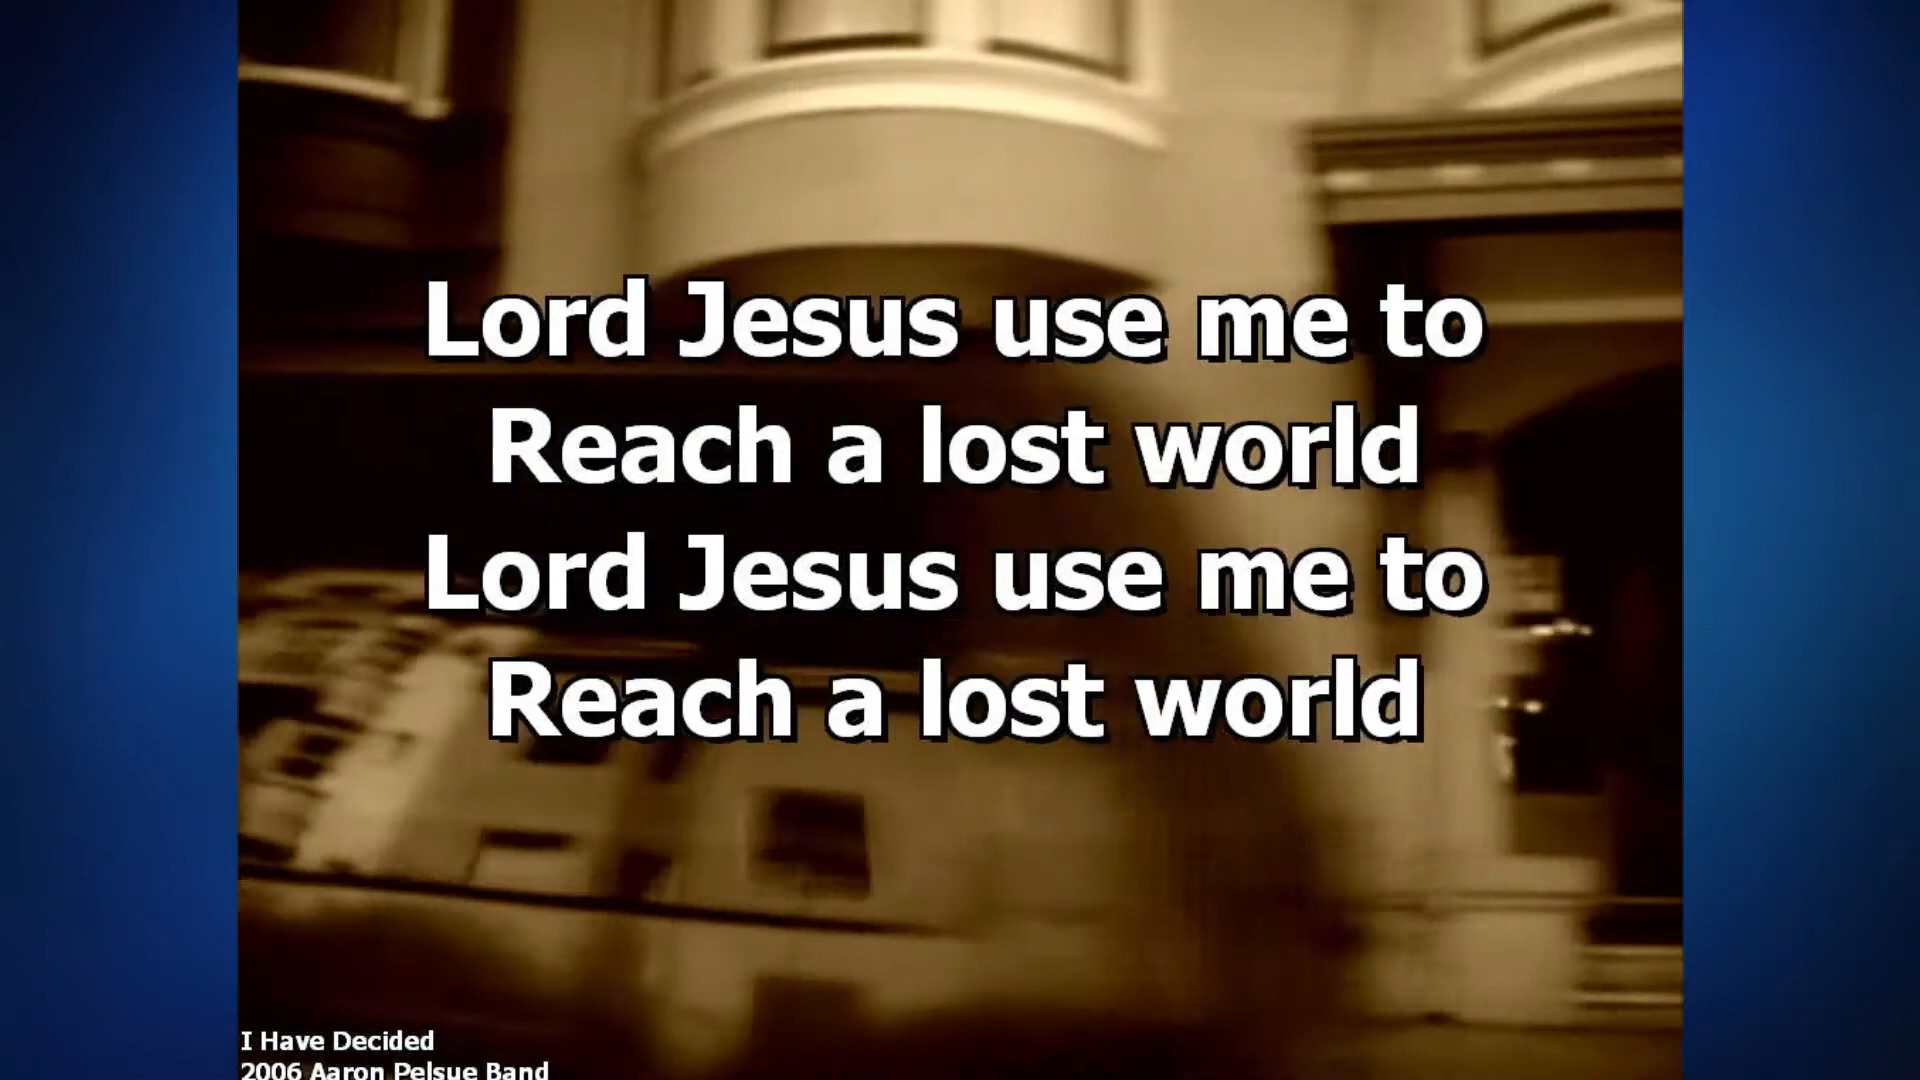 Lord Jesus use me to
Reach a lost world
Lord Jesus use me to
Reach a lost world
I Have Decided
2006 Aaron Pelsue Band